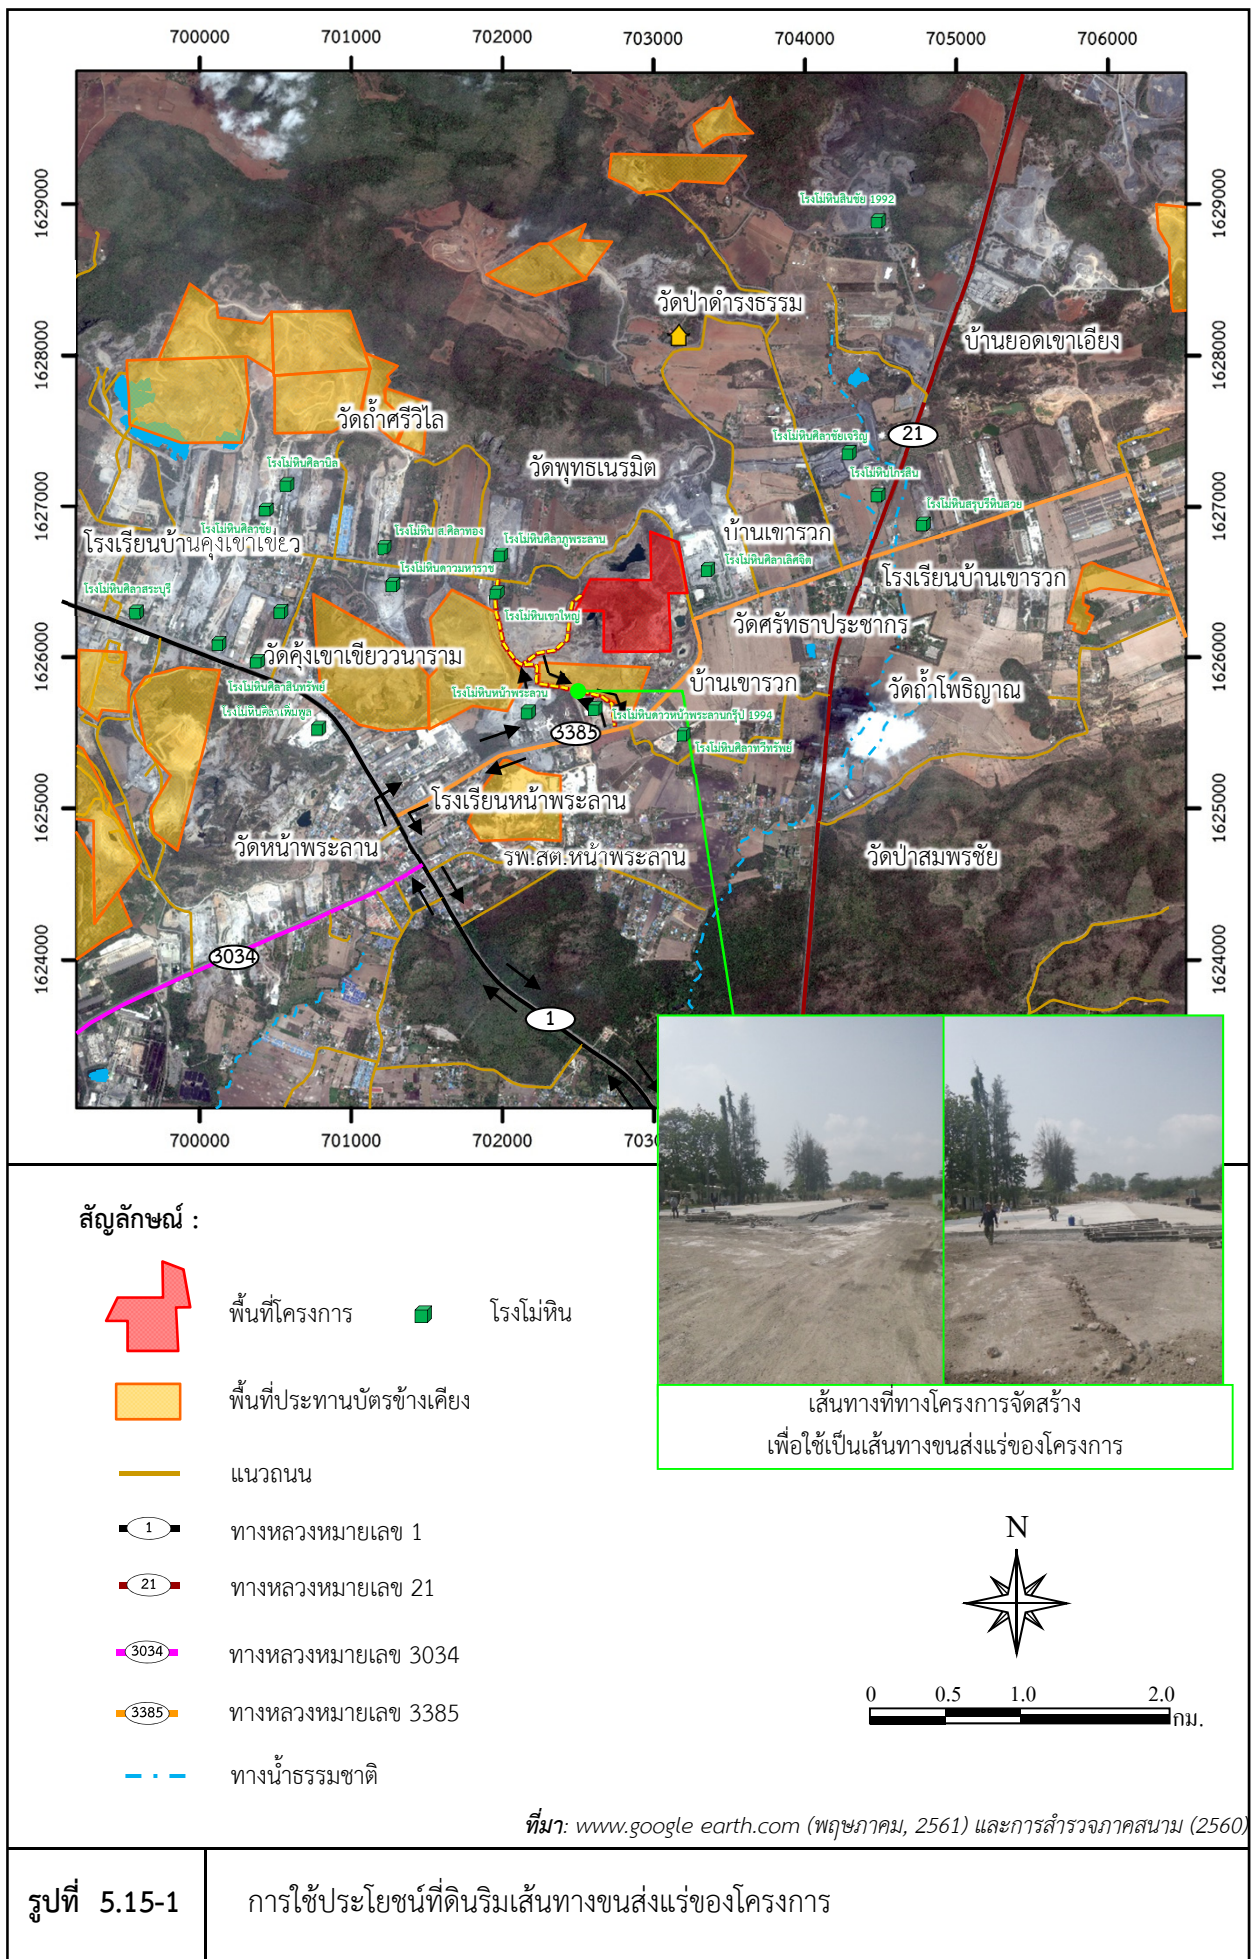 700000 701000 702000 703000 704000 705000 706000
1629000
1629000
โรงโม่หินสินชัย 1992
วัดป่าดำรงธรรม
บ้านยอดเขาเอียง
1628000
1628000
วัดถ้ำศรีวิไล
21
โรงโม่หินศิลาชัยเจริญ
โรงโม่หินศิลานิล
วัดพุทธเนรมิต
1627000
1627000
โรงโม่หินสรุปรีหินสวย
โรงโม่หินศิลาชัย
โรงโม่หิน ส.ศิลาทอง
โรงโม่หินศิลาภูพระลาน
บ้านเขารวก
โรงเรียนบ้านคุ้งเขาเขียว
โรงโม่หินดาวมหาราช
โรงโม่หินศิลาเลิศจิต
โรงเรียนบ้านเขารวก
โรงโม่หินศิลาสระบุรี
โรงโม่หินเขาใหญ่
วัดศรัทธาประชากร
1626000
1626000
วัดคุ้งเขาเขียววนาราม
บ้านเขารวก
วัดถ้ำโพธิญาณ
โรงโม่หินศิลาสินทรัพย์
โรงโม่หินหน้าพระลาน
โรงโม่หินศิลาเพิ่มพูล
โรงโม่หินดาวหน้าพระลานกรุ๊ป 1994
3385
โรงโม่หินศิลาทวีทรัพย์
1625000
1625000
โรงเรียนหน้าพระลาน
วัดหน้าพระลาน
รพ.สต.หน้าพระลาน
วัดป่าสมพรชัย
1624000
1624000
3034
1
700000 701000 702000
สัญลักษณ์ :
พื้นที่โครงการ
โรงโม่หิน
พื้นที่ประทานบัตรข้างเคียง
เส้นทางที่ทางโครงการจัดสร้าง
เพื่อใช้เป็นเส้นทางขนส่งแร่ของโครงการ
แนวถนน
1 ทางหลวงหมายเลข 1
21 ทางหลวงหมายเลข 21
3034 ทางหลวงหมายเลข 3034
3385 ทางหลวงหมายเลข 3385
ทางน้ำธรรมชาติ
N
0 0.5 1.0 2.0
กม.
ที่มา: www.google earth.com (พฤษภาคม, 2561) และการสำรวจภาคสนาม (2560)
รูปที่ 5.15-1
การใช้ประโยชน์ที่ดินริมเส้นทางขนส่งแร่ของโครงการ